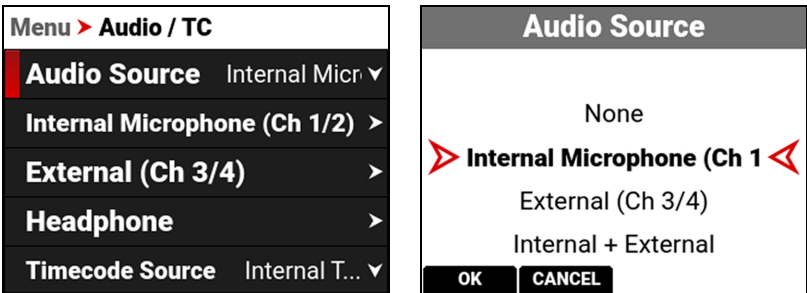 Menu ➤ Audio / TC
Audio Source Internal Micr
Internal Microphone (Ch 1/2)
External (Ch 3/4)
Headphone
Timecode Source Internal T...
Audio Source
None
Internal Microphone (Ch 1
External (Ch 3/4)
Internal + External
OK CANCEL